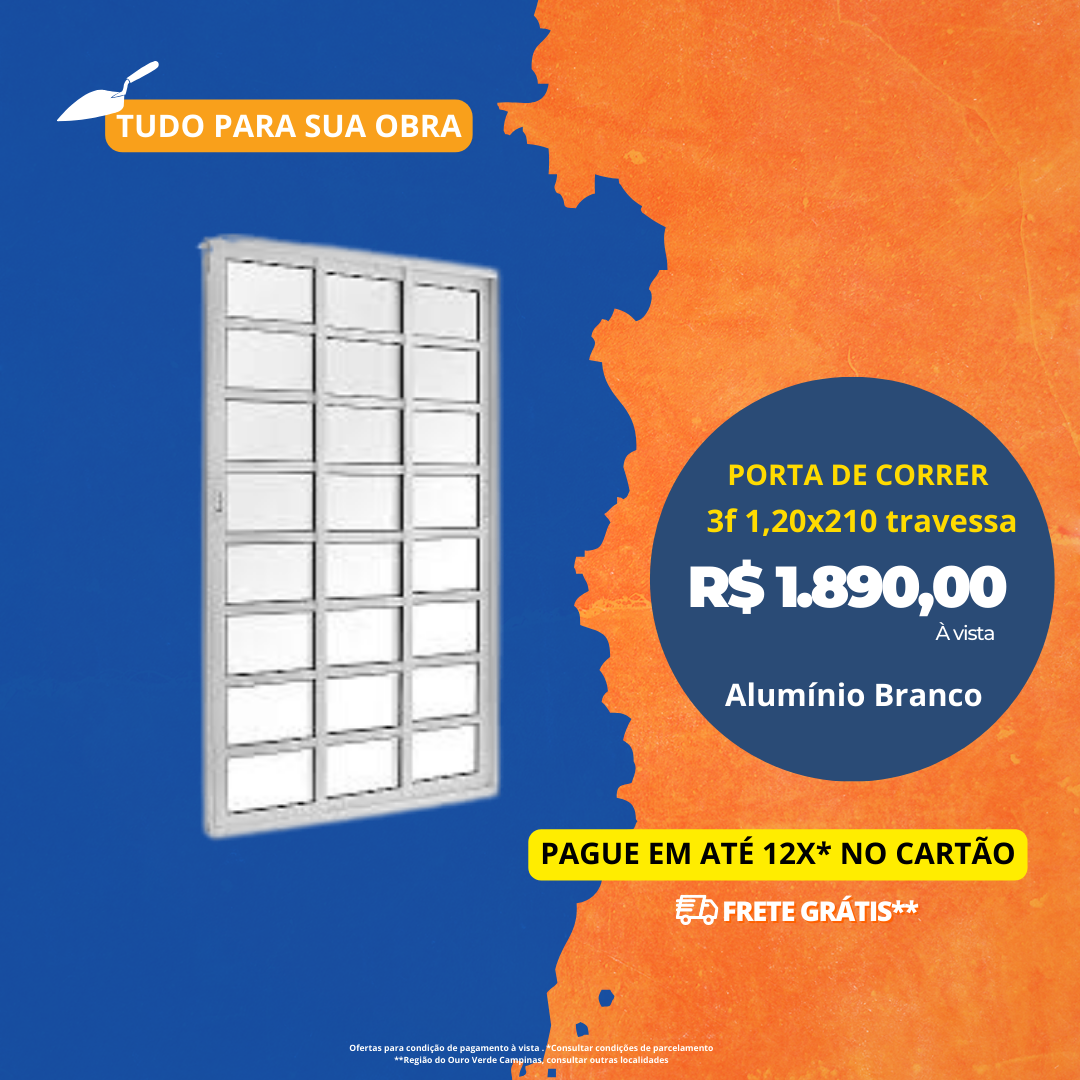 TUDO PARA SUA OBRA
PORTA DE CORRER
3f 1,20x210 travessa
R$ 1.890,00
À vista
Alumínio Branco
PAGUE EM ATÉ 12X* NO CARTÃO
FRETE GRÁTIS**
Ofertas para condição de pagamento à vista . *Consultar condições de parcelamento
**Região do Ouro Verde Campinas, consultar outras localidades